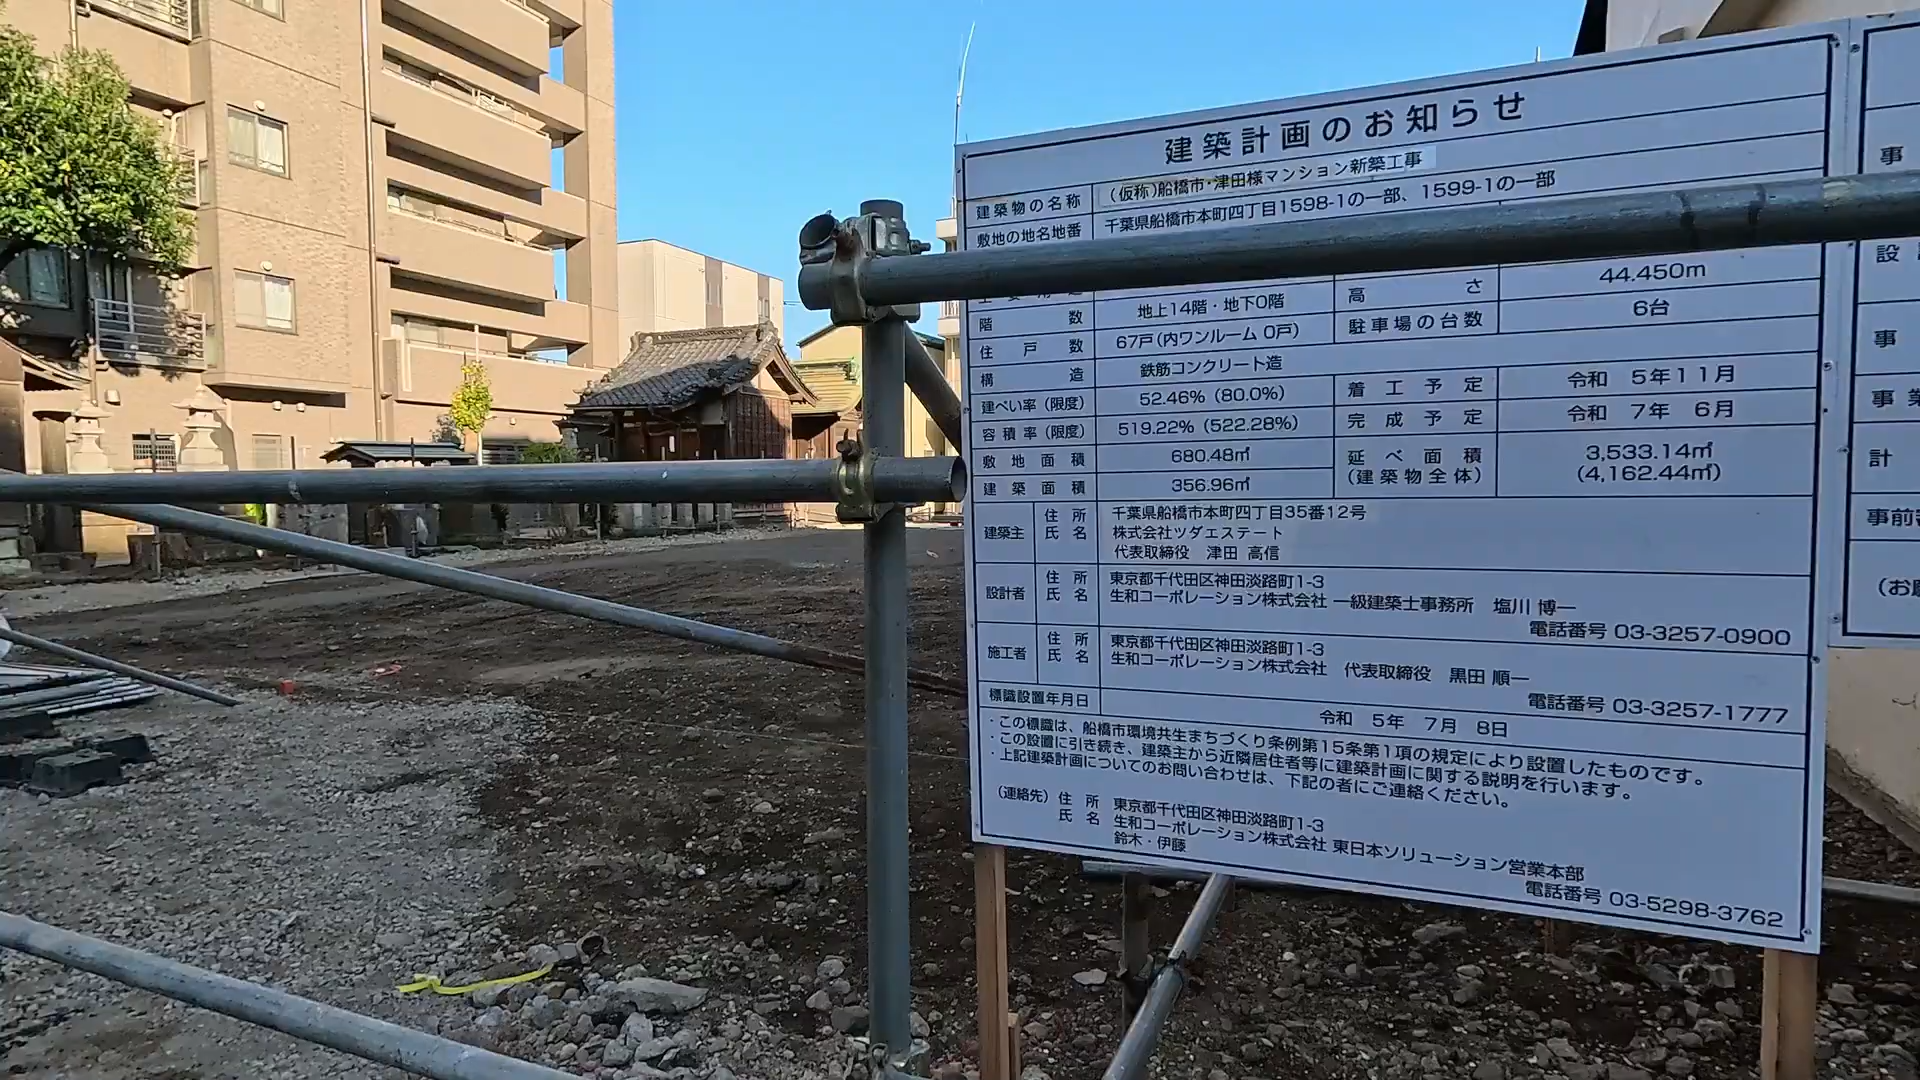 建築計画のお知らせ
建築物の名称 (仮称)船橋市・津田様マンション新築工事
敷地の地名地番 千葉県船橋市本町四丁目1598-1の一部、1599-1の一部
高さ 44.450m
階数 地上14階・地下0階
駐車場の台数 6台
住戸数 67戸(内ワンルーム 0戸)
構造 鉄筋コンクリート造
建ぺい率(限度) 52.46% (80.0%) 着工予定 令和 5年11月
容積率(限度) 519.22% (522.28%) 完成予定 令和 7年 6月
敷地面積 680.48㎡ 延べ面積 3,533.14㎡
(建築物全体) (4,162.44㎡)
建築面積 356.96㎡
建築主 住所 千葉県船橋市本町四丁目35番12号
氏名 株式会社ツダエステート
代表取締役 津田 高信
設計者 住所 東京都千代田区神田淡路町1-3
氏名 生和コーポレーション株式会社 一級建築士事務所 塩川 博一
電話番号 03-3257-0900
施工者 住所 東京都千代田区神田淡路町1-3
氏名 生和コーポレーション株式会社 代表取締役 黒田 順一
電話番号 03-3257-1777
標識設置年月日 令和 5年 7月 8日
・この標識は、船橋市環境共生まちづくり条例第15条第1項の規定により設置したものです。
・この設置に引き続き、建築主から近隣居住者等に建築計画に関する説明を行います。
・上記建築計画についてのお問い合わせは、下記の者にご連絡ください。
(連絡先) 住所 東京都千代田区神田淡路町1-3
氏名 生和コーポレーション株式会社 東日本ソリューション営業本部
鈴木・伊藤
電話番号 03-5298-3762
事
設
事
事業
計
事前
(お